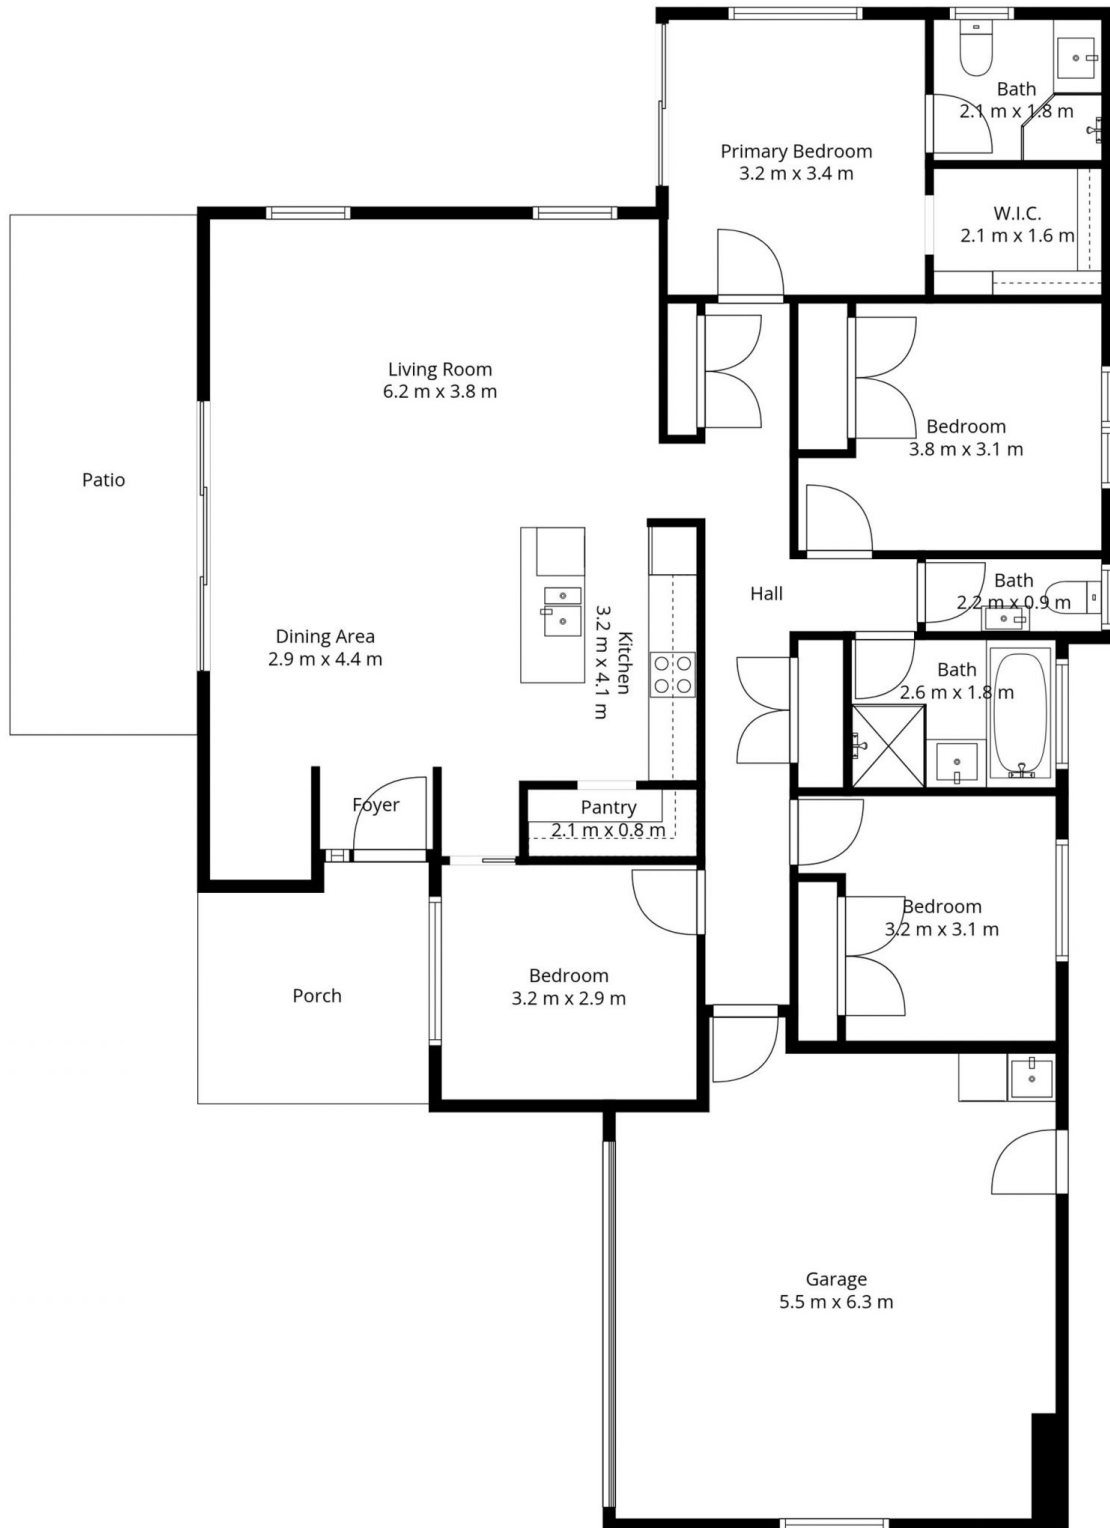 Bath
2.1 m x 1.8 m
Primary Bedroom
3.2 m x 3.4 m
W.I.C.
2.1 m x 1.6 m
Living Room
6.2 m x 3.8 m
Bedroom
3.8 m x 3.1 m
Patio
Hall
Bath
2.2 m x 0.9 m
Dining Area
2.9 m x 4.4 m
Kitchen
3.2 m x 4.1 m
Bath
2.6 m x 1.8 m
Foyer
Pantry
2.1 m x 0.8 m
Bedroom
3.2 m x 3.1 m
Porch
Bedroom
3.2 m x 2.9 m
Garage
5.5 m x 6.3 m